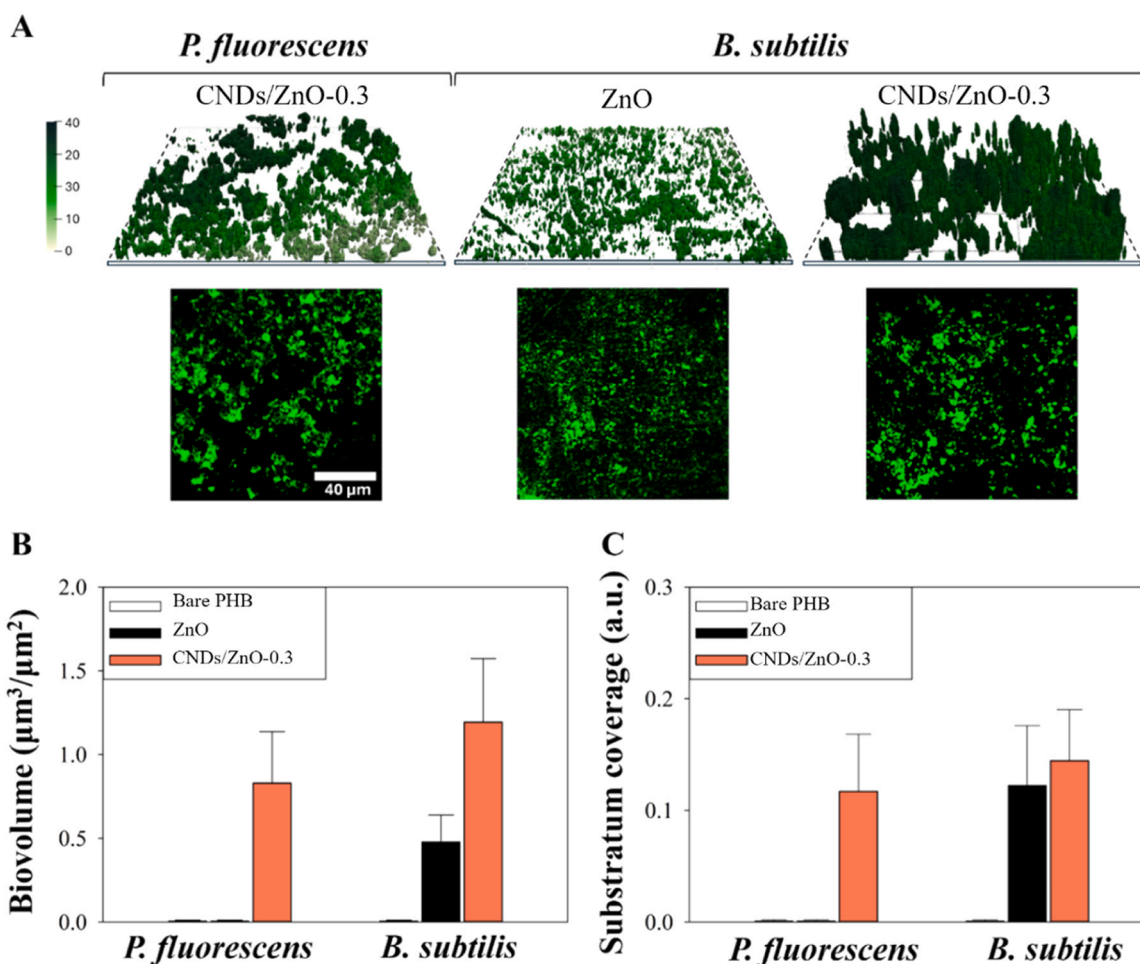 A
P. fluorescens
B. subtilis
CNDs/ZnO-0.3
ZnO
CNDs/ZnO-0.3
40
20
30
10
0
40 μm
B
2.0
1.5
1.0
0.5
0.0
Biovolume (μm³/μm²)
Bare PHB
ZnO
CNDs/ZnO-0.3
P. fluorescens
B. subtilis
C
0.3
0.2
0.1
0.0
Substratum coverage (a.u.)
Bare PHB
ZnO
CNDs/ZnO-0.3
P. fluorescens
B. subtilis